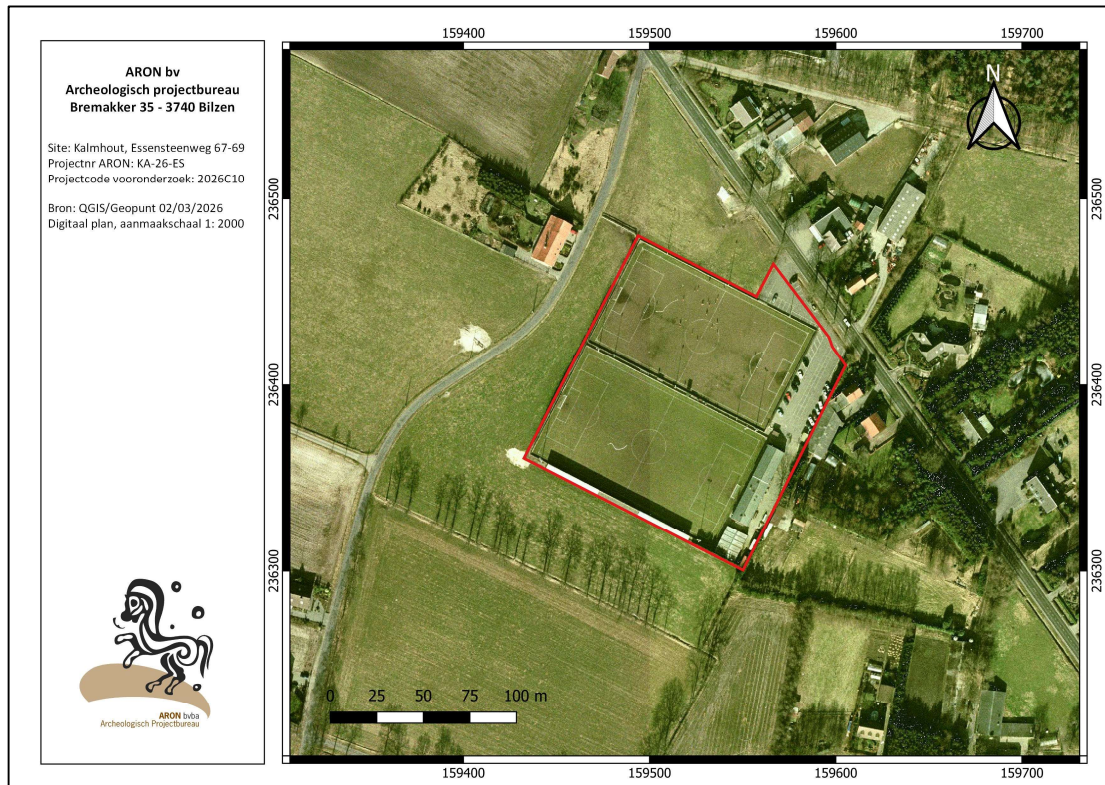 ARON bv
Archeologisch projectbureau
Bremakker 35 - 3740 Bilzen
Site: Kalmhout, Essensteenweg 67-69
Projectnr ARON: KA-26-ES
Projectcode vooronderzoek: 2026C10
Bron: QGIS/Geopunt 02/03/2026
Digitaal plan, aanmaakschaal 1: 2000
ARON bvba
Archeologisch Projectbureau
159400 159500 159600 159700
N
236500 236500
236400 236400
236300 236300
0 25 50 75 100 m
159400 159500 159600 159700